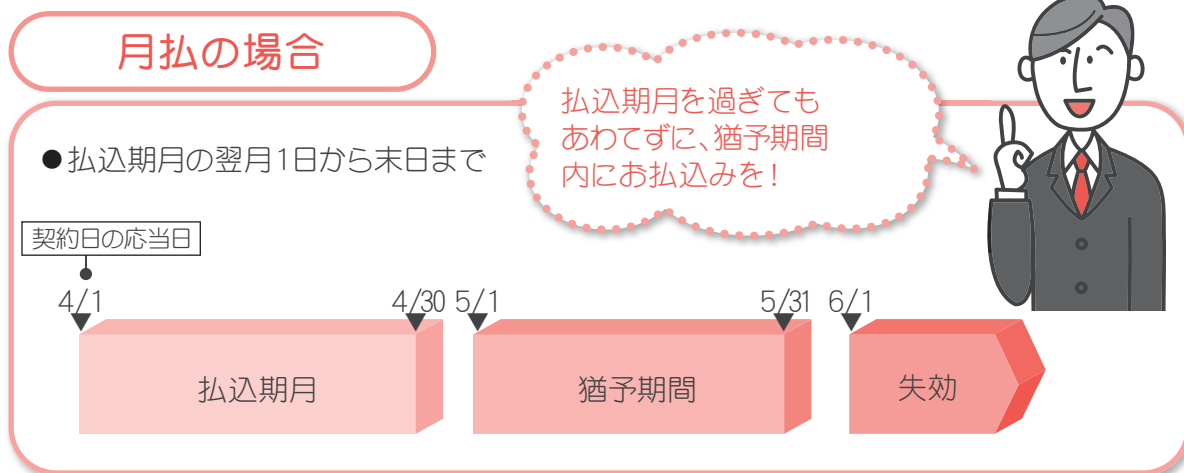 月払の場合
払込期月を過ぎても
あわてずに、猶予期間
内にお払込みを！
●払込期月の翌月1日から末日まで
契約日の応当日
4/1
4/30
5/1
5/31
6/1
払込期月
猶予期間
失効